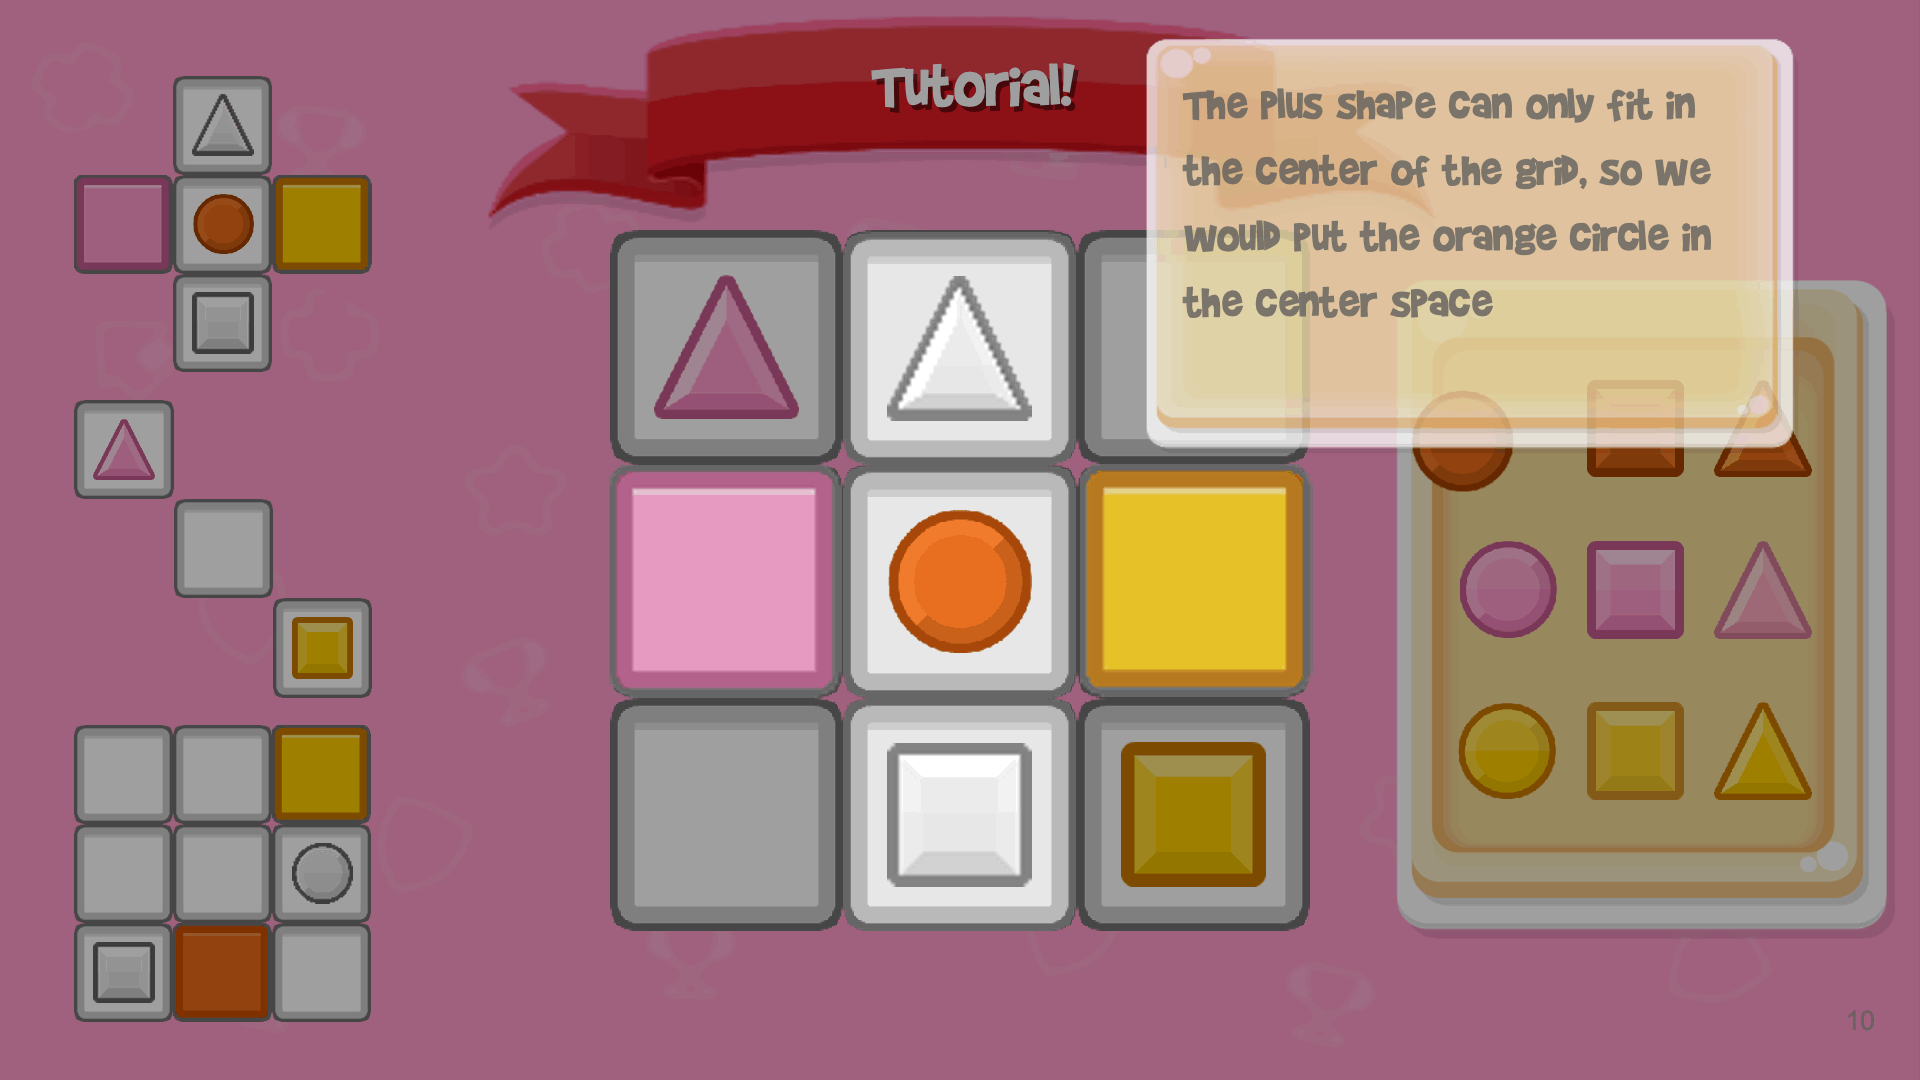 Tutorial!
The plus shape can only fit in
the center of the grid, so we
would put the orange circle in
the center space
10